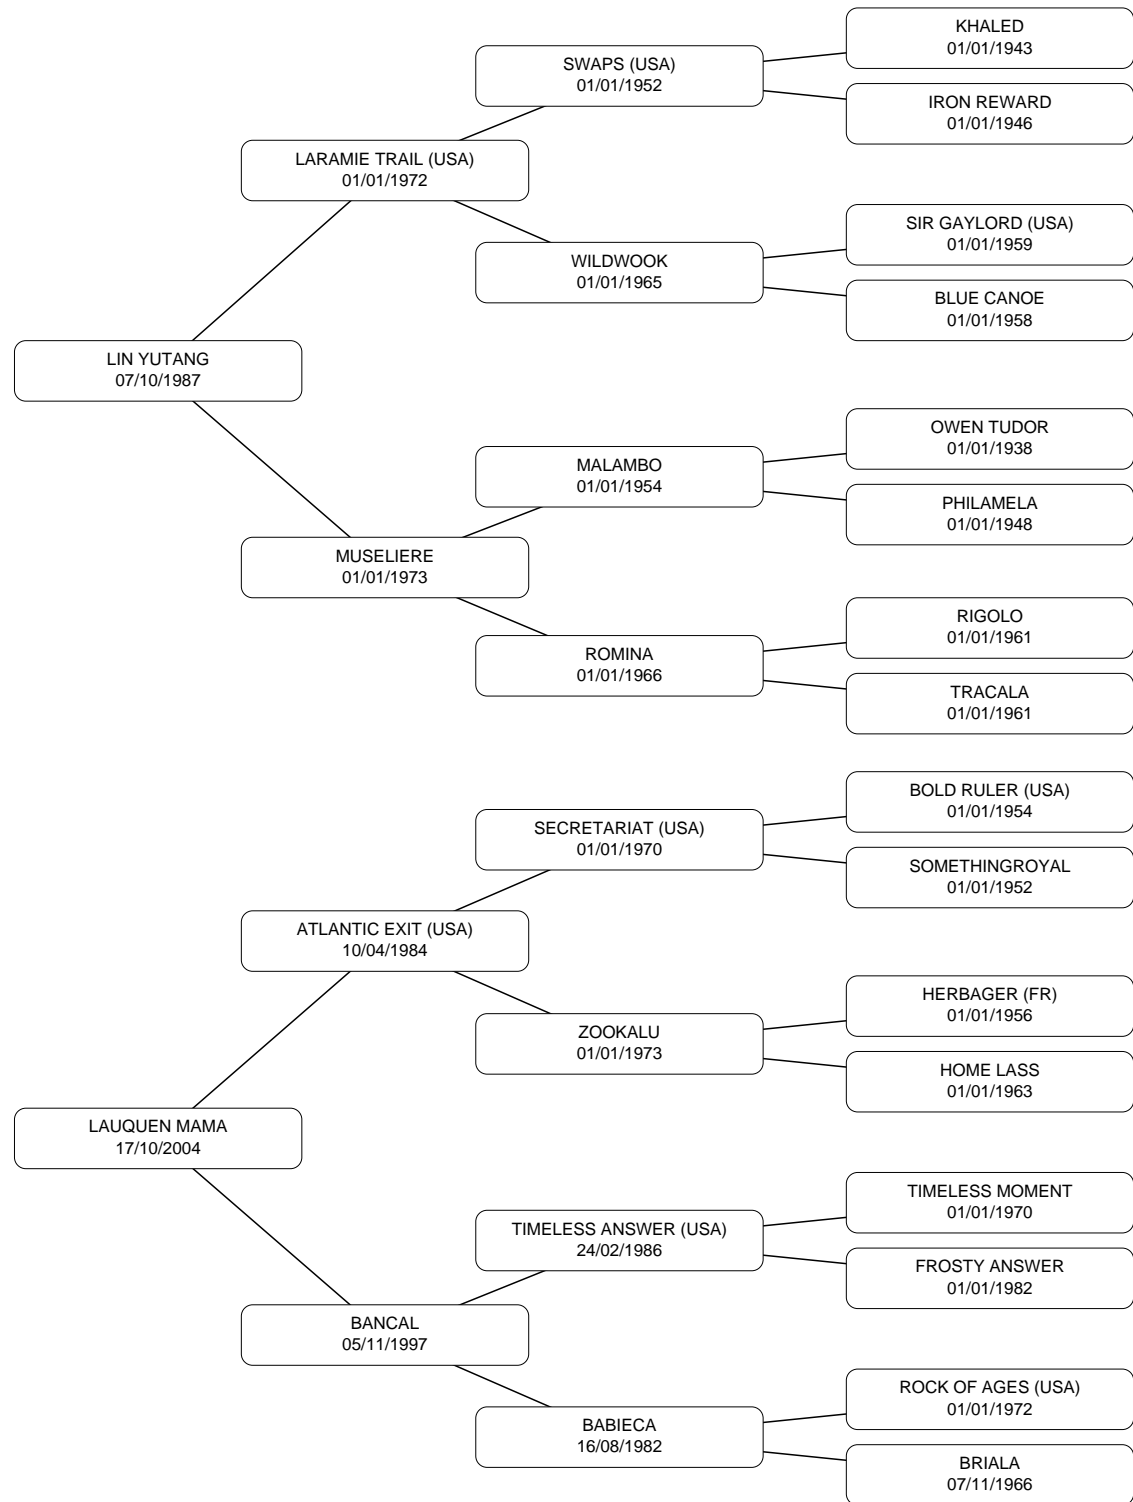 KHALED
01/01/1943
SWAPS (USA)
01/01/1952
IRON REWARD
01/01/1946
LARAMIE TRAIL (USA)
01/01/1972
SIR GAYLORD (USA)
01/01/1959
WILDWOOK
01/01/1965
BLUE CANOE
01/01/1958
LIN YUTANG
07/10/1987
OWEN TUDOR
01/01/1938
MALAMBO
01/01/1954
PHILAMELA
01/01/1948
MUSELIERE
01/01/1973
RIGOLO
01/01/1961
ROMINA
01/01/1966
TRACALA
01/01/1961
BOLD RULER (USA)
01/01/1954
SECRETARIAT (USA)
01/01/1970
SOMETHINGROYAL
01/01/1952
ATLANTIC EXIT (USA)
10/04/1984
HERBAGER (FR)
01/01/1956
ZOOKALU
01/01/1973
HOME LASS
01/01/1963
LAUQUEN MAMA
17/10/2004
TIMELESS MOMENT
01/01/1970
TIMELESS ANSWER (USA)
24/02/1986
FROSTY ANSWER
01/01/1982
BANCAL
05/11/1997
ROCK OF AGES (USA)
01/01/1972
BABIECA
16/08/1982
BRIALA
07/11/1966